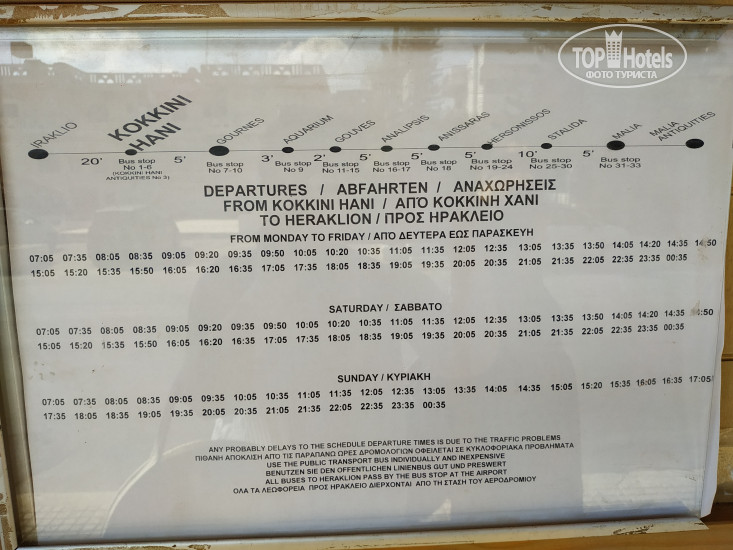 TOP Hotels
ФОТО ТУРИСТА
IRAKLIO
KOKKINI HANI
GOURNES
AQUARIUM
GOUVES
ANALIPSIS
ANISSARAS
HERSONISSOS
STALIDA
MALIA
MALIA ANTIQUITIES
20' 5' 3' 2' 5' 5' 5' 10' 5'
Bus stop No 1-6 (KOKKINI HANI ANTIQUITIES No 3)
Bus stop No 7-10
Bus stop No 9
Bus stop No 11-15
Bus stop No 16-17
Bus stop No 18
Bus stop No 19-24
Bus stop No 25-30
Bus stop No 31-33
DEPARTURES / ABFAHRTEN / ΑΝΑΧΩΡΗΣΕΙΣ
FROM KOKKINI HANI / ΑΠΌ ΚΟΚΚΙΝΗ ΧΑΝΙ
TO HERAKLION / ΠΡΟΣ ΗΡΑΚΛΕΙΟ
FROM MONDAY TO FRIDAY / ΑΠΌ ΔΕΥΤΕΡΑ ΕΩΣ ΠΑΡΑΣΚΕΥΗ
07:05 07:35 08:05 08:35 09:05 09:20 09:35 09:50 10:05 10:20 10:35 11:05 11:35 12:05 12:35 13:05 13:35 13:50 14:05 14:20 14:35 14:50
15:05 15:20 15:35 15:50 16:05 16:20 16:35 17:05 17:35 18:05 18:35 19:05 19:35 20:05 20:35 21:05 21:35 22:05 22:35 23:35 00:35
SATURDAY / ΣΑΒΒΑΤΟ
07:05 07:35 08:05 08:35 09:05 09:20 09:35 09:50 10:05 10:20 10:35 11:05 11:35 12:05 12:35 13:05 13:35 13:50 14:05 14:20 14:35 14:50
15:05 15:20 15:35 15:50 16:05 16:20 16:35 17:05 17:35 18:05 18:35 19:05 19:35 20:05 20:35 21:05 21:35 22:05 22:35 23:35 00:35
SUNDAY / ΚΥΡΙΑΚΗ
07:05 07:35 08:05 08:35 09:05 09:35 10:05 10:35 11:05 11:35 12:05 12:35 13:05 13:35 14:05 14:35 15:05 15:20 15:35 16:05 16:35 17:05
17:35 18:05 18:35 19:05 19:35 20:05 20:35 21:05 21:35 22:05 22:35 23:35 00:35
ANY PROBABLY DELAYS TO THE SCHEDULE DEPARTURE TIMES IS DUE TO THE TRAFFIC PROBLEMS
ΠΙΘΑΝΗ ΑΠΟΚΛΙΣΗ ΑΠΟ ΤΙΣ ΠΑΡΑΠΑΝΩ ΩΡΕΣ ΔΡΟΜΟΛΟΓΙΩΝ ΟΦΕΙΛΕΤΑΙ ΣΕ ΚΥΚΛΟΦΟΡΙΑΚΑ ΠΡΟΒΛΗΜΑΤΑ
USE THE PUBLIC TRANSPORT BUS INDIVIDUALLY AND INEXPENSIVE
BENUTZEN SIE DEN OFFENTLICHEN LINIENBUS GUT UND PRESWERT
ALL BUSES TO HERAKLION PASS BY THE BUS STOP AT THE AIRPORT
ΟΛΑ ΤΑ ΛΕΩΦΟΡΕΙΑ ΠΡΟΣ ΗΡΑΚΛΕΙΟ ΔΙΕΡΧΟΝΤΑΙ ΑΠΌ ΤΗ ΣΤΑΣΗ ΤΟΥ ΑΕΡΟΔΡΟΜΙΟΥ